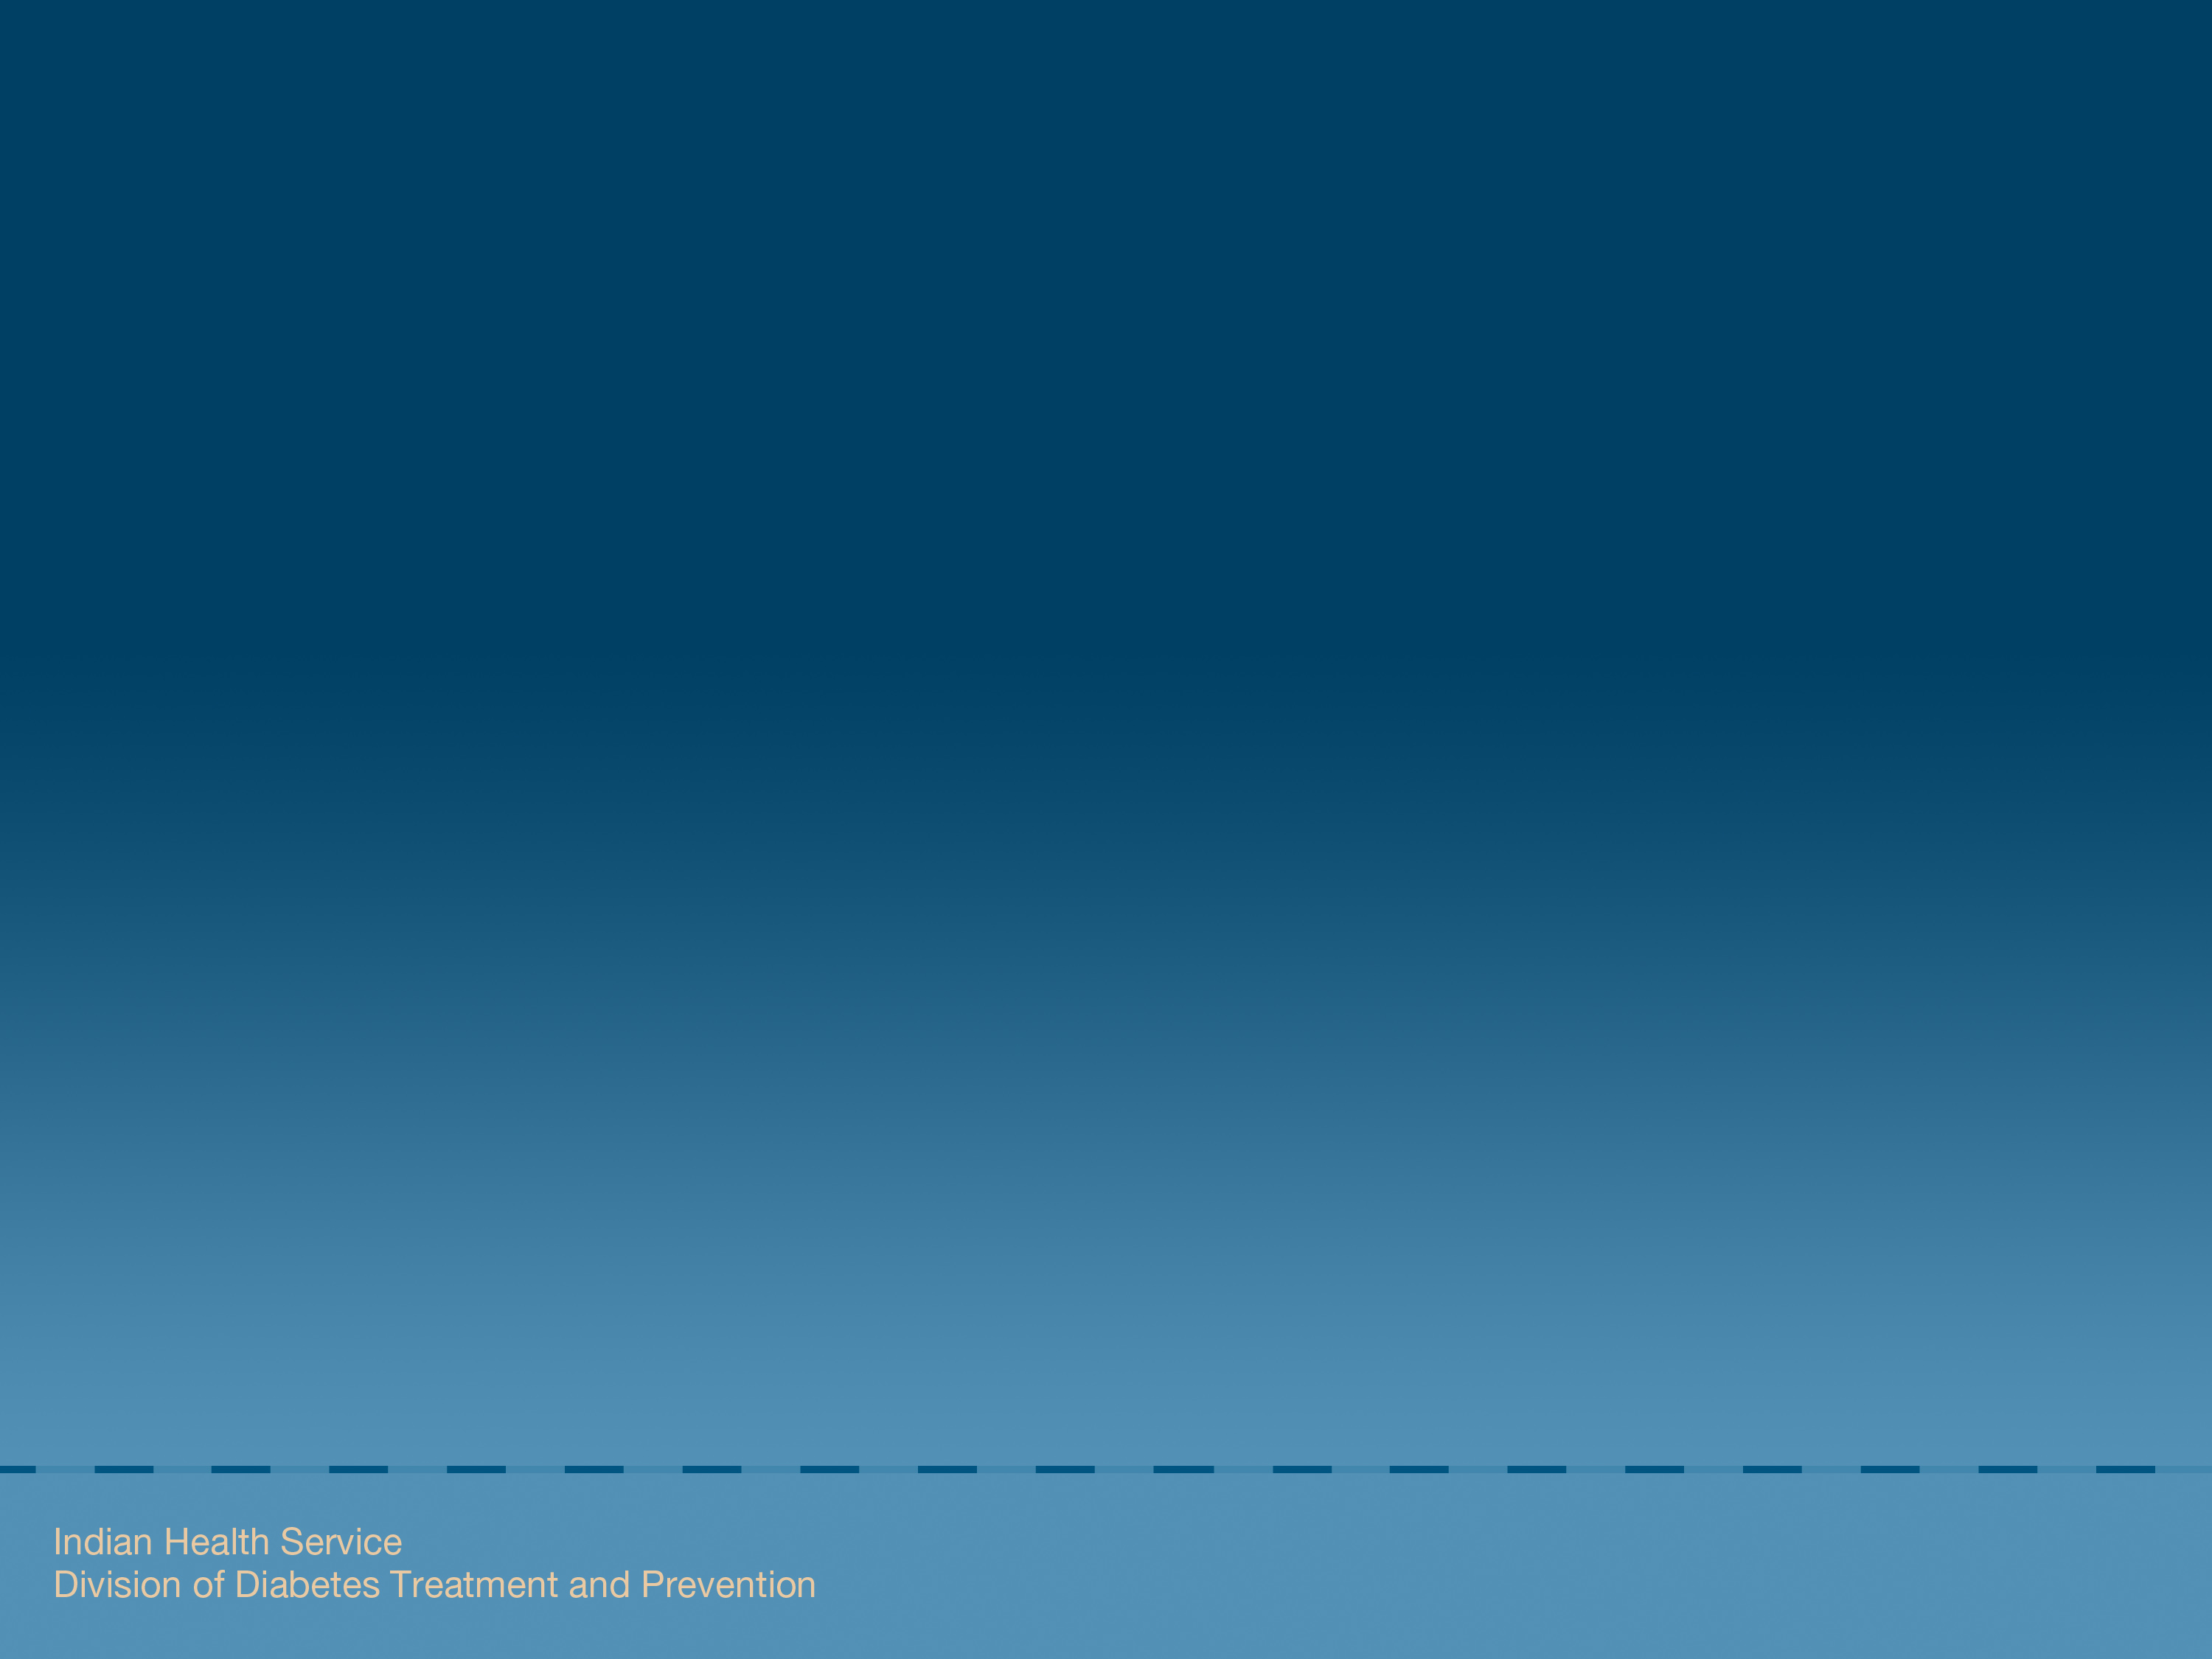 Indian Health Service
Division of Diabetes Treatment and Prevention